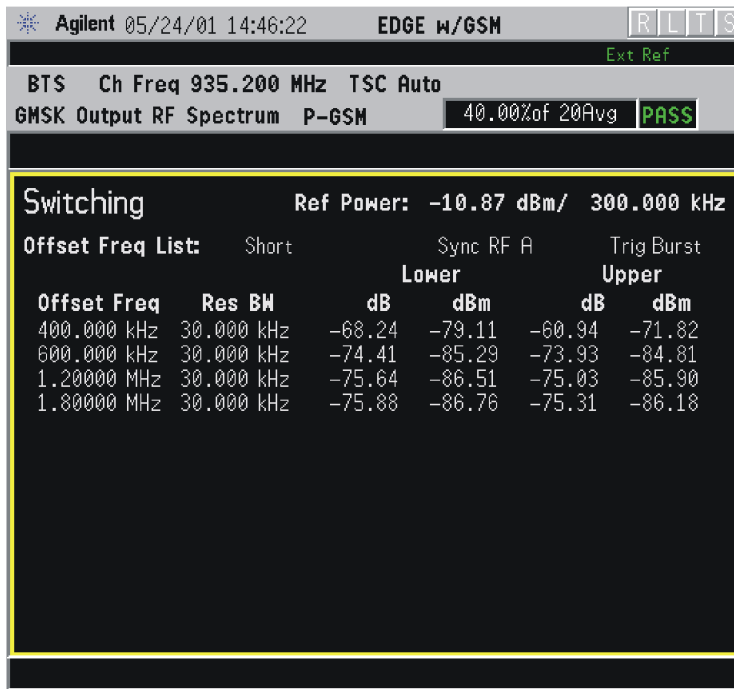 Agilent 05/24/01 14:46:22 EDGE w/GSM R L T S
Ext Ref
BTS Ch Freq 935.200 MHz TSC Auto
GMSK Output RF Spectrum P-GSM 40.00%of 20Avg PASS
Switching Ref Power: -10.87 dBm/ 300.000 kHz
Offset Freq List: Short Sync RF A Trig Burst
Lower Upper
Offset Freq Res BW dB dBm dB dBm
400.000 kHz 30.000 kHz -68.24 -79.11 -60.94 -71.82
600.000 kHz 30.000 kHz -74.41 -85.29 -73.93 -84.81
1.20000 MHz 30.000 kHz -75.64 -86.51 -75.03 -85.90
1.80000 MHz 30.000 kHz -75.88 -86.76 -75.31 -86.18